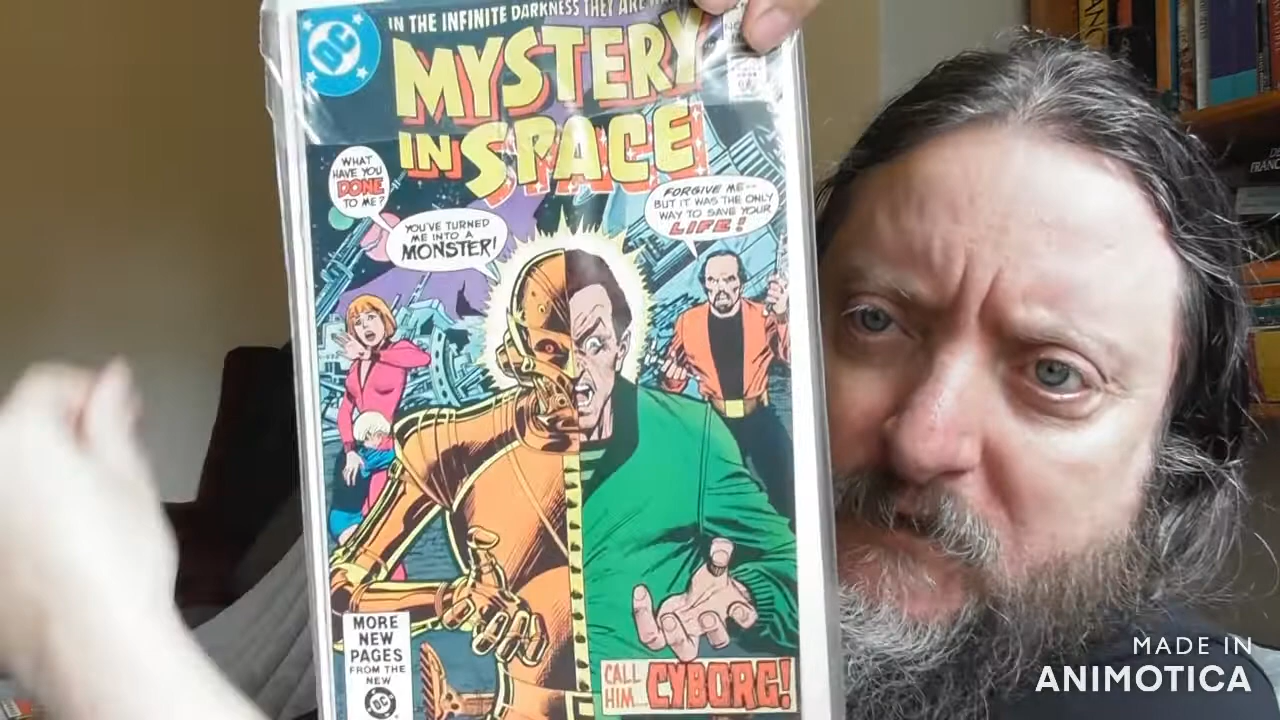 DC
IN THE INFINITE DARKNESS THEY ARE
MYSTERY
IN SPACE
WHAT
HAVE YOU
DONE
TO ME?
YOU'VE TURNED
ME INTO A
MONSTER!
FORGIVE ME--
BUT IT WAS THE ONLY
WAY TO SAVE YOUR
LIFE!
MORE
NEW
PAGES
FROM THE
NEW
DC
CALL
HIM...
CYBORG!
MADE IN
ANIMOTICA